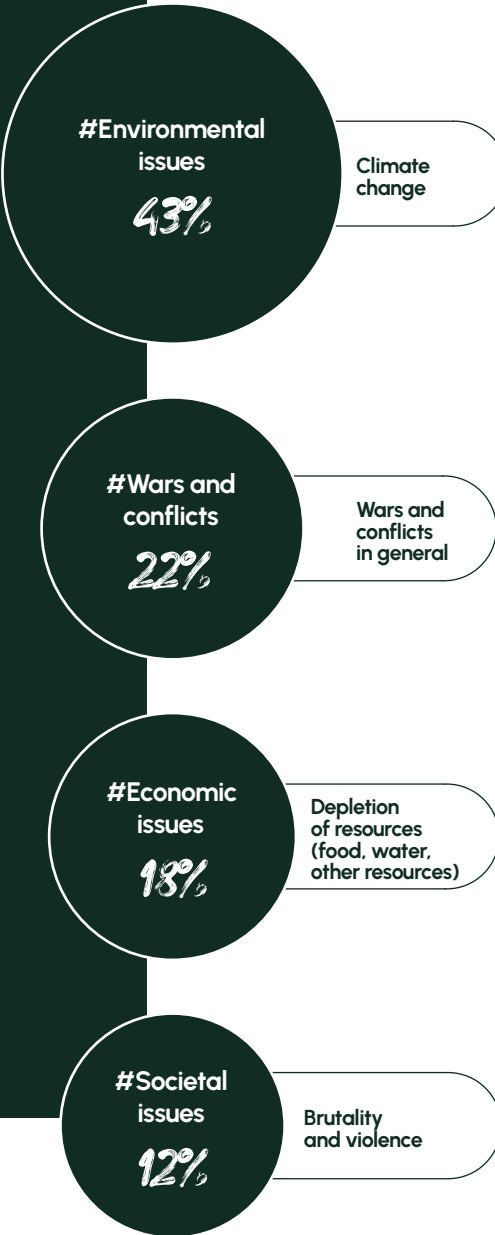 #Environmental
issues
43%
Climate
change
#Wars and
conflicts
22%
Wars and
conflicts
in general
#Economic
issues
18%
Depletion
of resources
(food, water,
other resources)
#Societal
issues
12%
Brutality
and violence